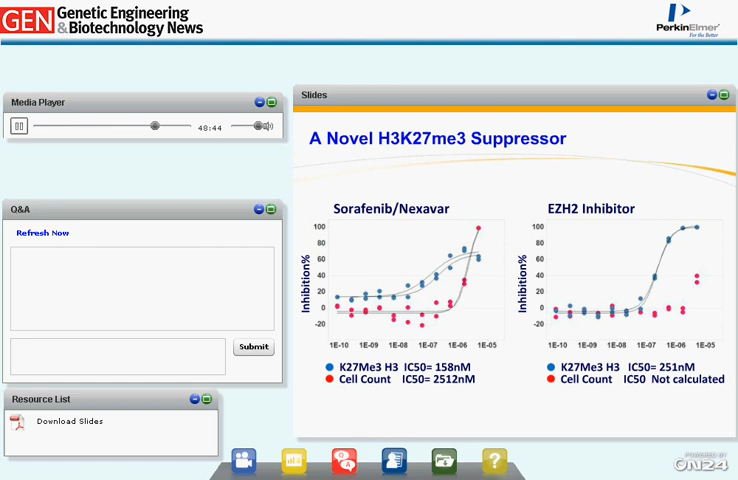 GEN Genetic Engineering
& Biotechnology News
PerkinElmer
For the Better
Media Player
48:44
Q&A
Refresh Now
Submit
Resource List
Download Slides
Slides
A Novel H3K27me3 Suppressor
Sorafenib/Nexavar
Inhibition%
100
80
60
40
20
0
-20
1E-10 1E-09 1E-08 1E-07 1E-06 1E-05
K27Me3 H3 IC50= 158nM
Cell Count IC50= 2512nM
EZH2 Inhibitor
Inhibition%
100
80
60
40
20
0
-20
1E-10 1E-09 1E-08 1E-07 1E-06 1E-05
K27Me3 H3 IC50= 251nM
Cell Count IC50 Not calculated
Q
A
?
POWERED BY
ON24